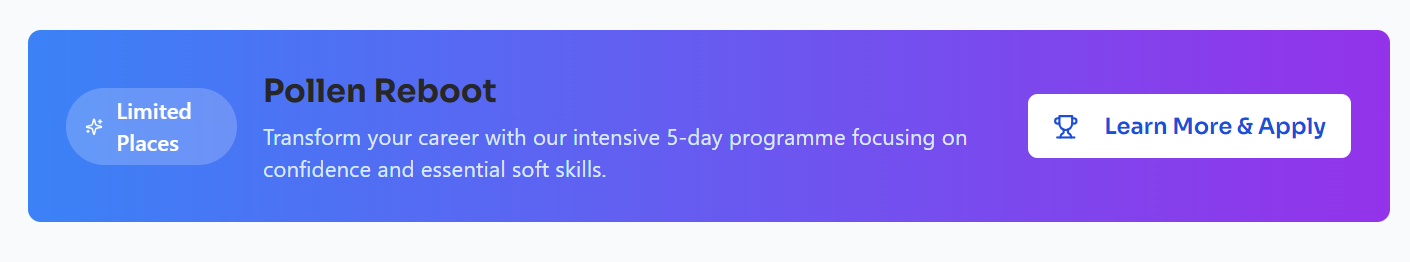 Limited
Places
Pollen Reboot
Transform your career with our intensive 5-day programme focusing on
confidence and essential soft skills.
Learn More & Apply